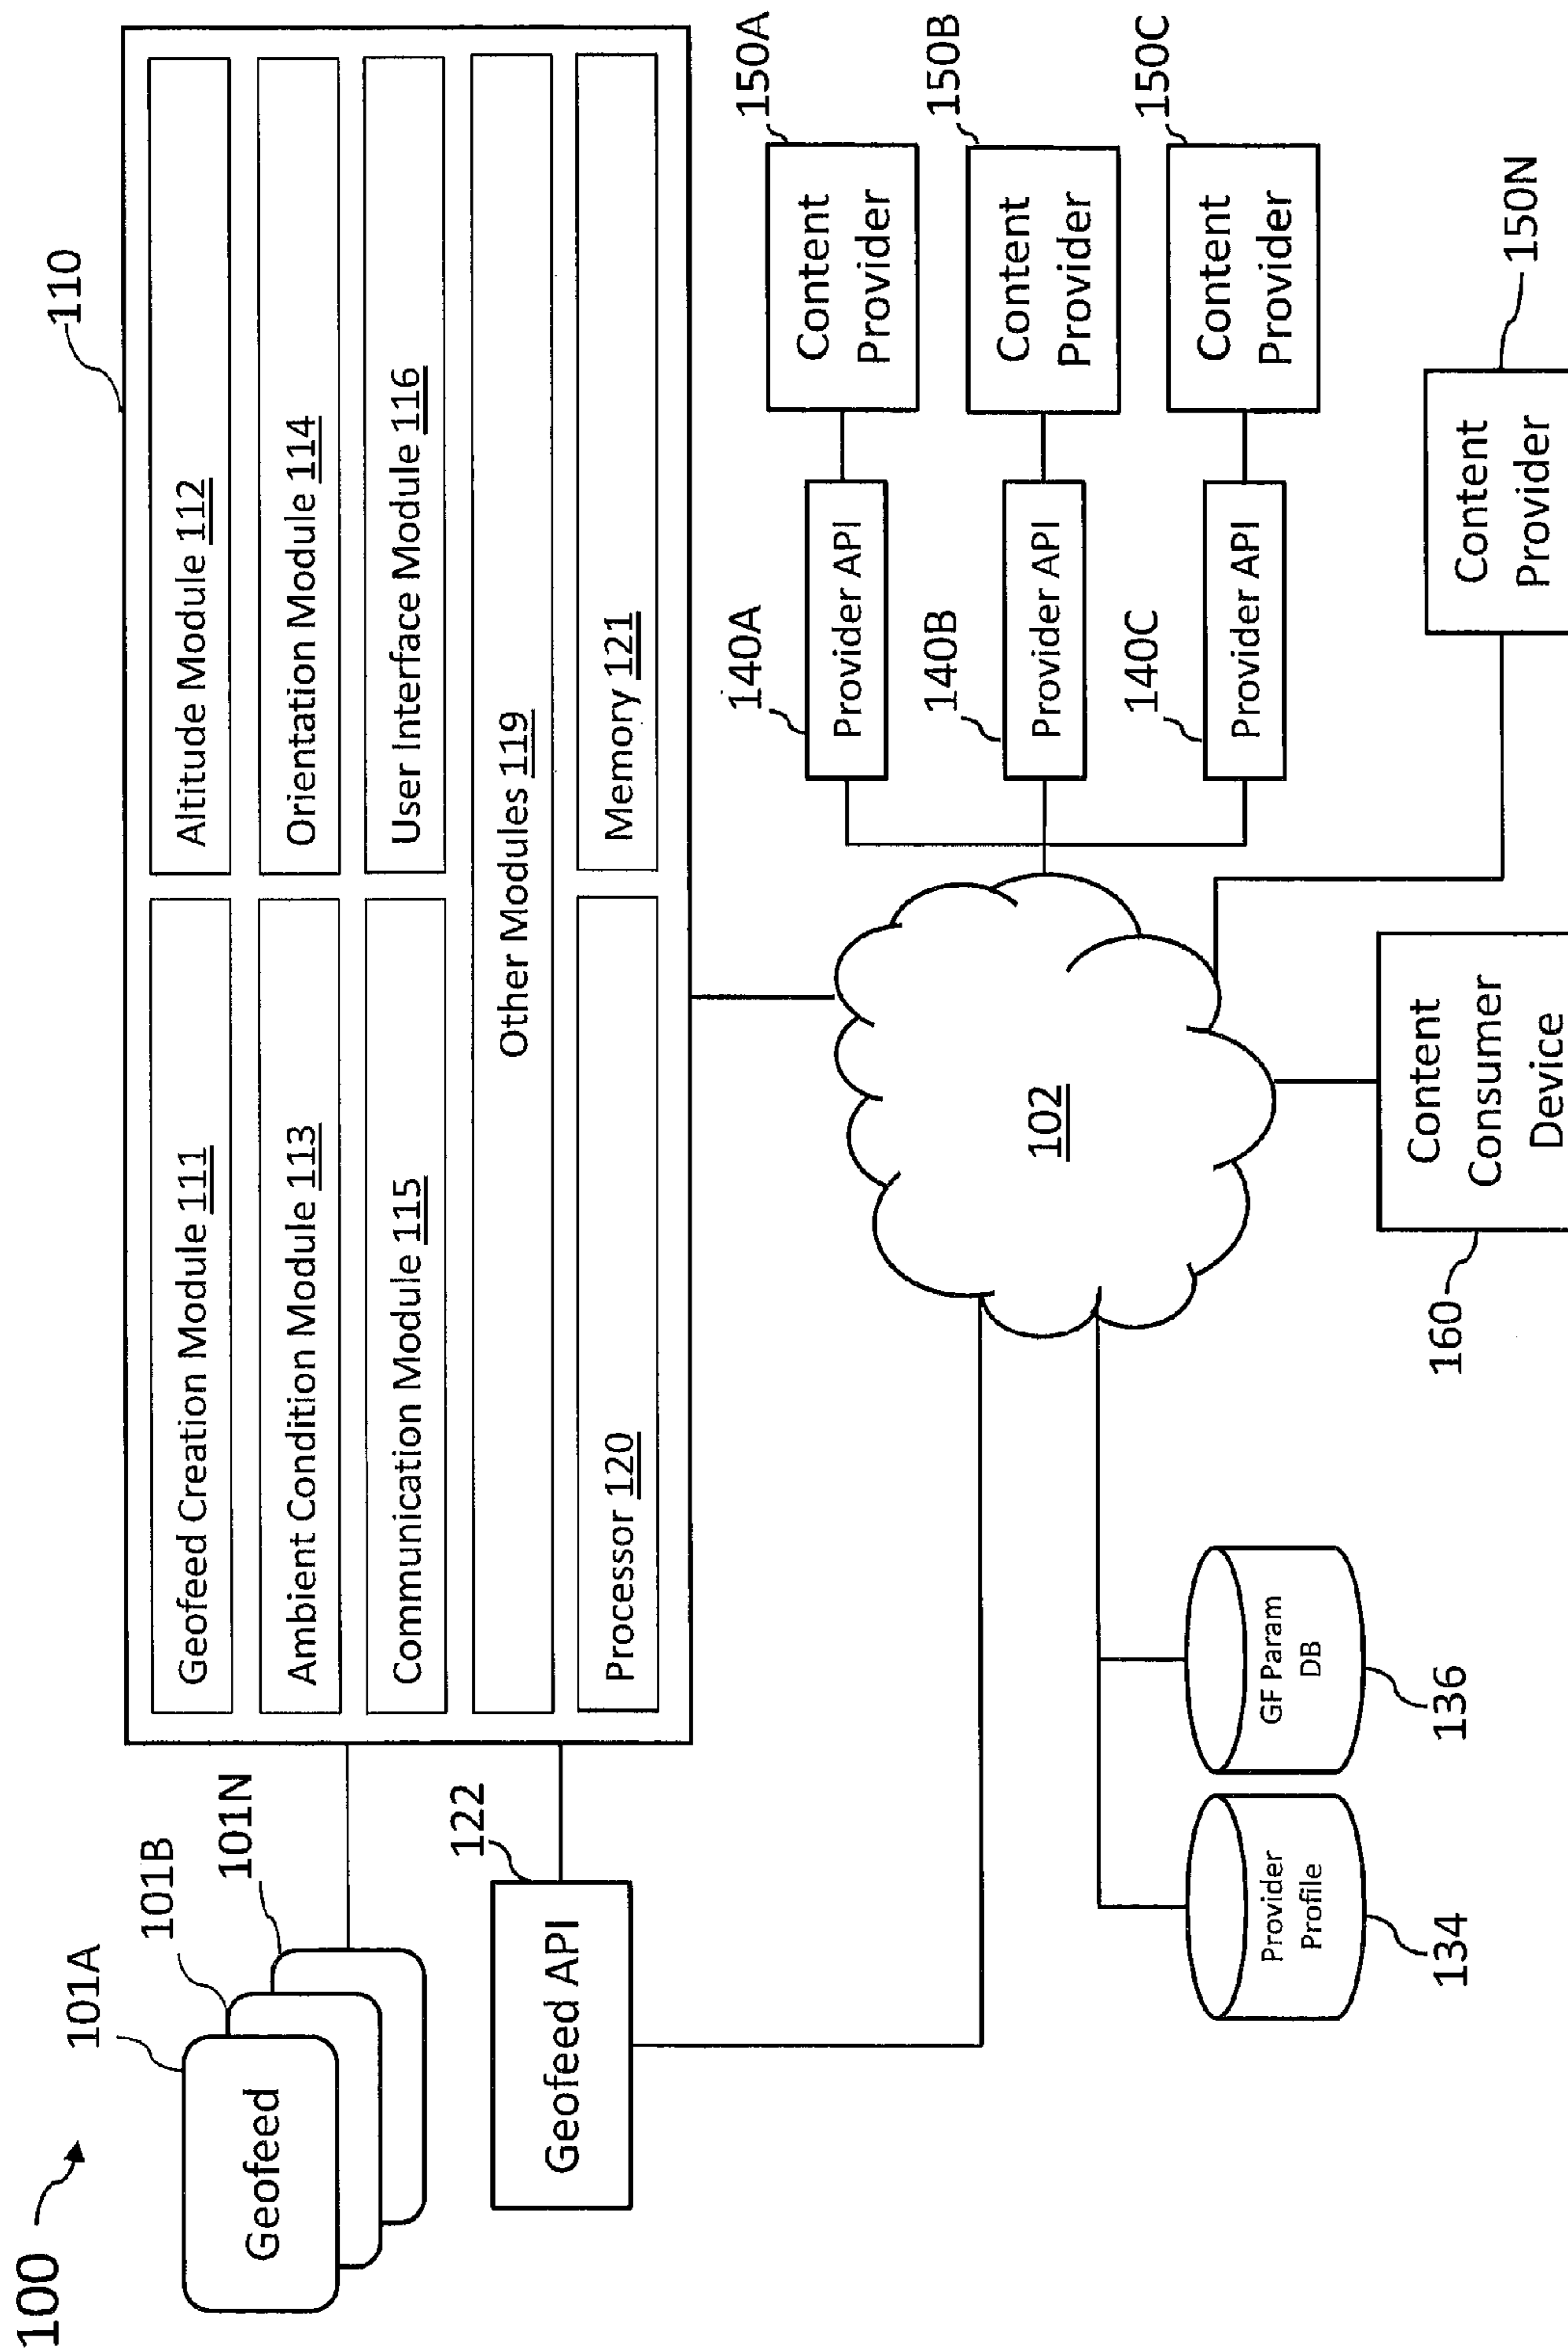 100
101A
101B
101N
Geofeed
110
Geofeed Creation Module 111
Altitude Module 112
Ambient Condition Module 113
Orientation Module 114
Communication Module 115
User Interface Module 116
Other Modules 119
Processor 120
Memory 121
122
Geofeed API
102
140A
Provider API
150A
Content
Provider
140B
Provider API
150B
Content
Provider
140C
Provider API
150C
Content
Provider
Provider
Profile
134
GF Param
DB
136
160
Content
Consumer
Device
Content
Provider
150N